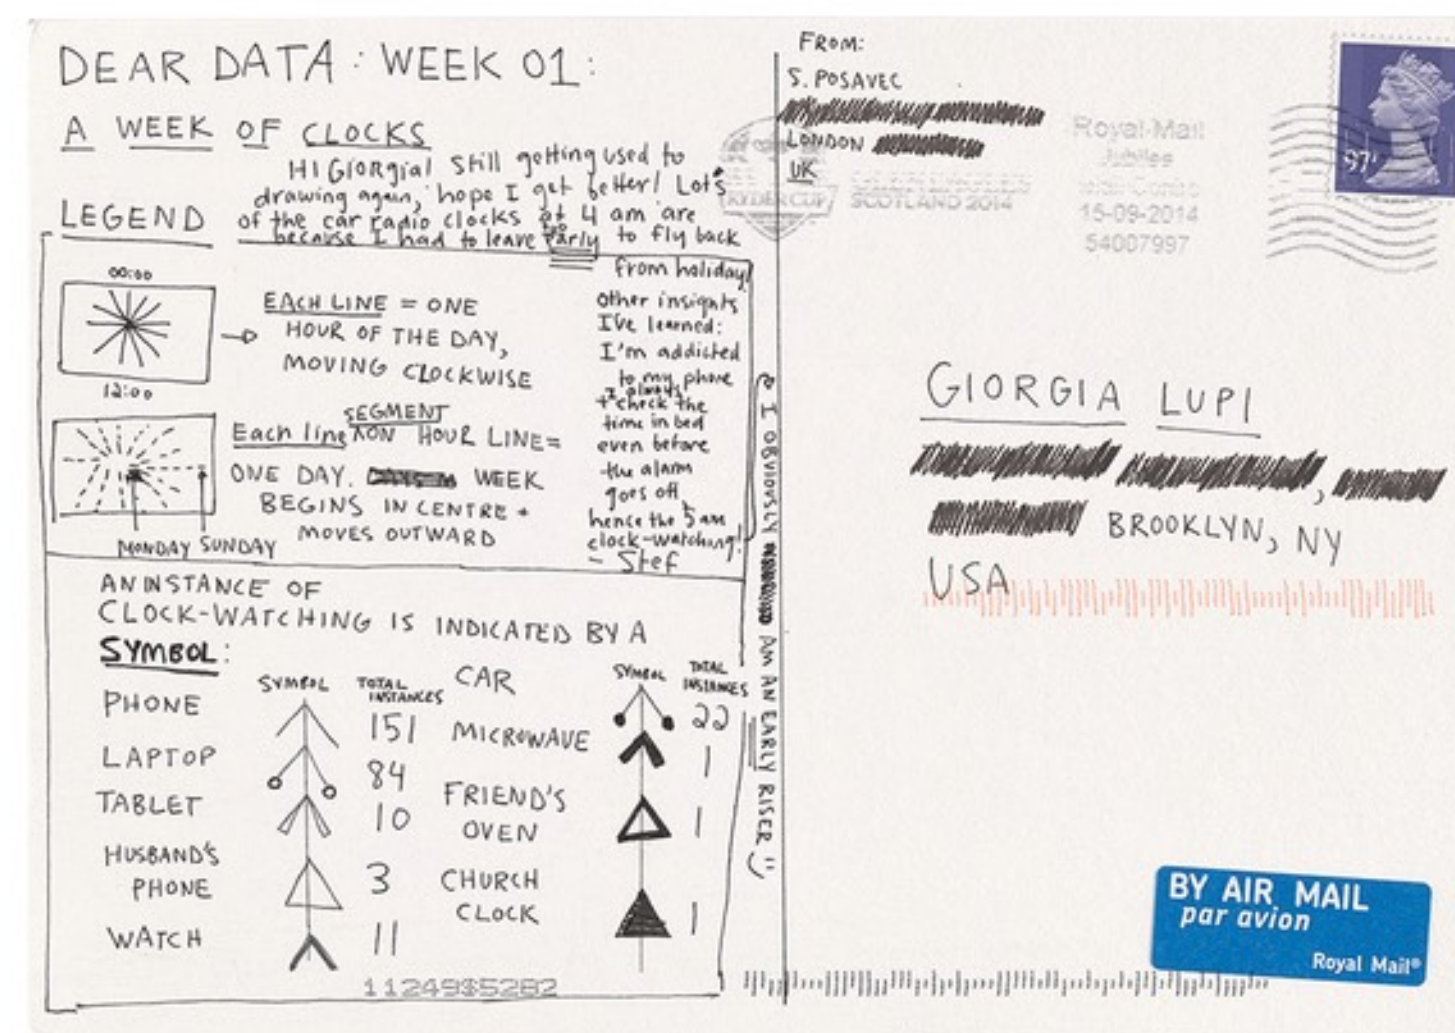 DEAR DATA: WEEK 01:
A WEEK OF CLOCKS
HI GIORGIA! Still getting used to
drawing again, hope I get better! Lots
of the car radio clocks at 4 am are
because I had to leave early to fly back
from holiday!
other insights
I've learned:
I'm addicted
to my phone
+ I always
check the
time in bed
even before
the alarm
goes off,
hence the 5 am
clock-watching!
- Stef
LEGEND
00:00
12:00
EACH LINE = ONE
HOUR OF THE DAY,
MOVING CLOCKWISE
SEGMENT
Each line ON HOUR LINE =
ONE DAY. WEEK
BEGINS IN CENTRE +
MOVES OUTWARD
MONDAY SUNDAY
AN INSTANCE OF
CLOCK-WATCHING IS INDICATED BY A
SYMBOL:
SYMBOL TOTAL INSTANCES
PHONE 151
LAPTOP 84
TABLET 10
HUSBAND'S PHONE 3
WATCH 11
SYMBOL TOTAL INSTANCES
CAR 22
MICROWAVE 1
FRIEND'S OVEN 1
CHURCH CLOCK 1
I OBVIOUSLY AM AN EARLY RISER
FROM:
S. POSAVEC
LONDON
UK
RYDER CUP
SCOTLAND 2014
Royal Mail
Jubilee
Mail Centre
15-09-2014
54007997
GIORGIA LUPI
BROOKLYN, NY
USA
BY AIR MAIL
par avion
Royal Mail®